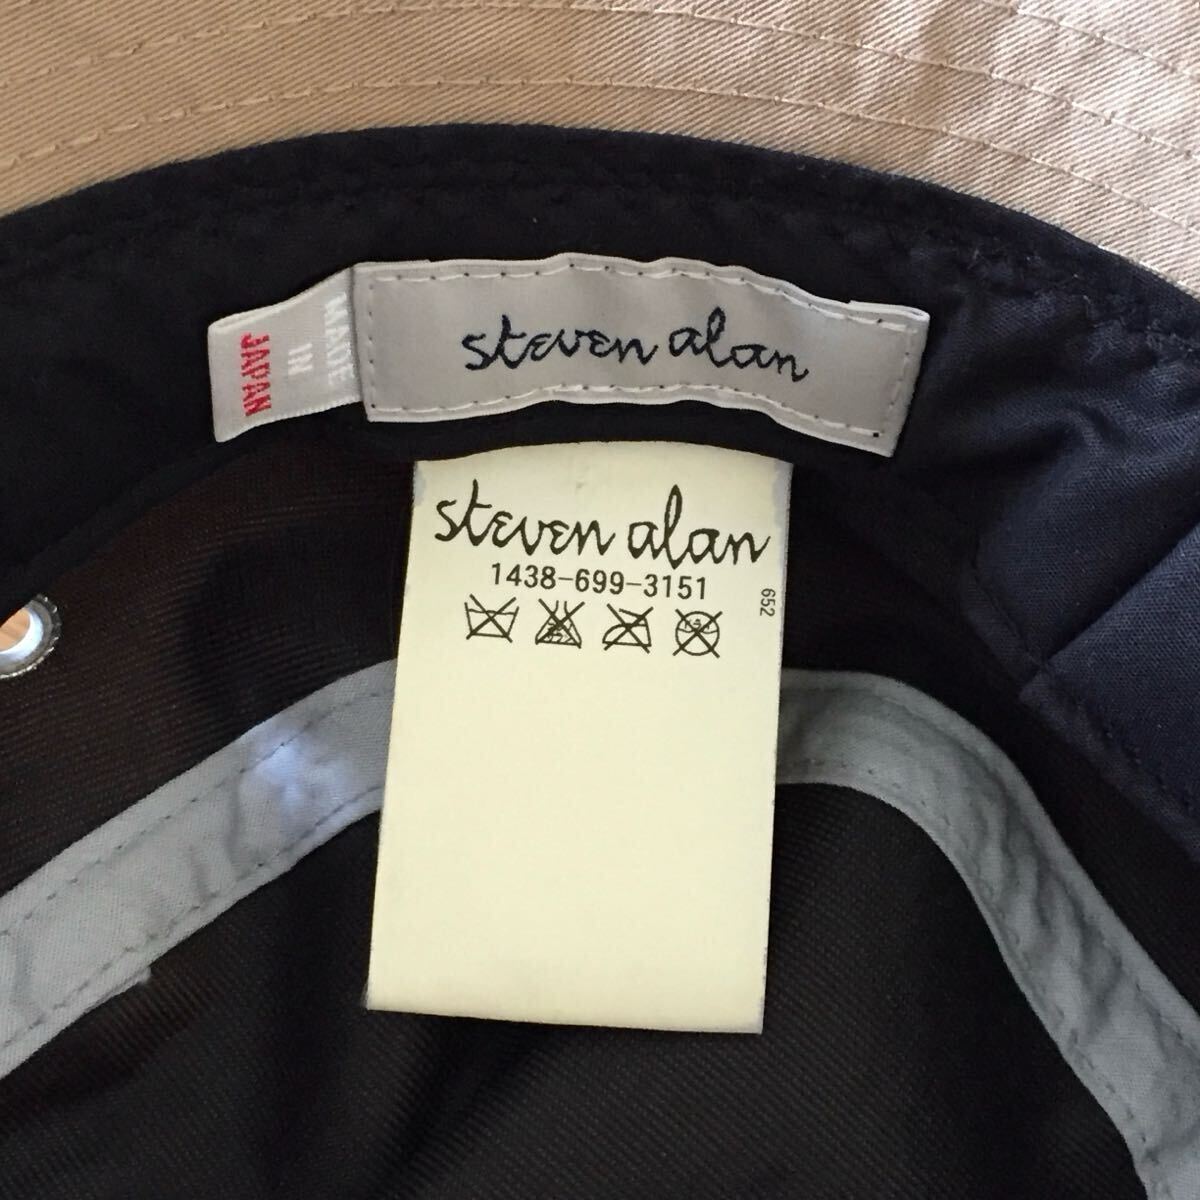 MADE
IN
JAPAN
steven alan
steven alan
1438-699-3151
652